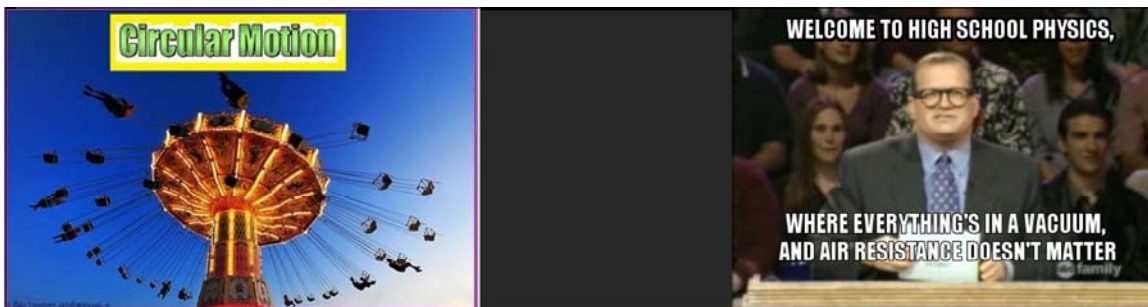 Circular Motion
WELCOME TO HIGH SCHOOL PHYSICS,
WHERE EVERYTHING'S IN A VACUUM,
AND AIR RESISTANCE DOESN'T MATTER
abc family